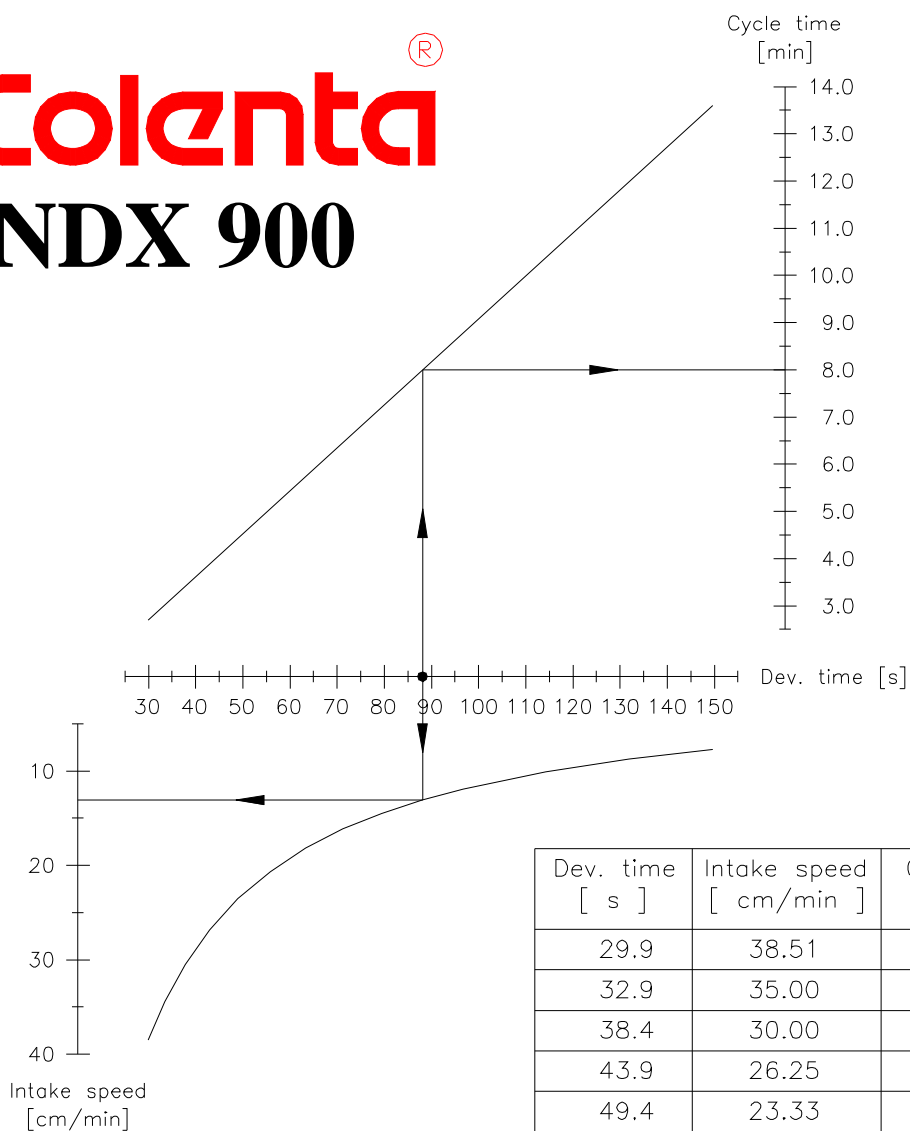 Cycle time
[min]
®
Colenta
NDX 900
14.0
13.0
12.0
11.0
10.0
9.0
8.0
7.0
6.0
5.0
4.0
3.0
Dev. time [s]
30 40 50 60 70 80 90 100 110 120 130 140 150
10
20
30
40
Intake speed
[cm/min]
Dev. time Intake speed
[ s ] [ cm/min ]
29.9 38.51
32.9 35.00
38.4 30.00
43.9 26.25
49.4 23.33